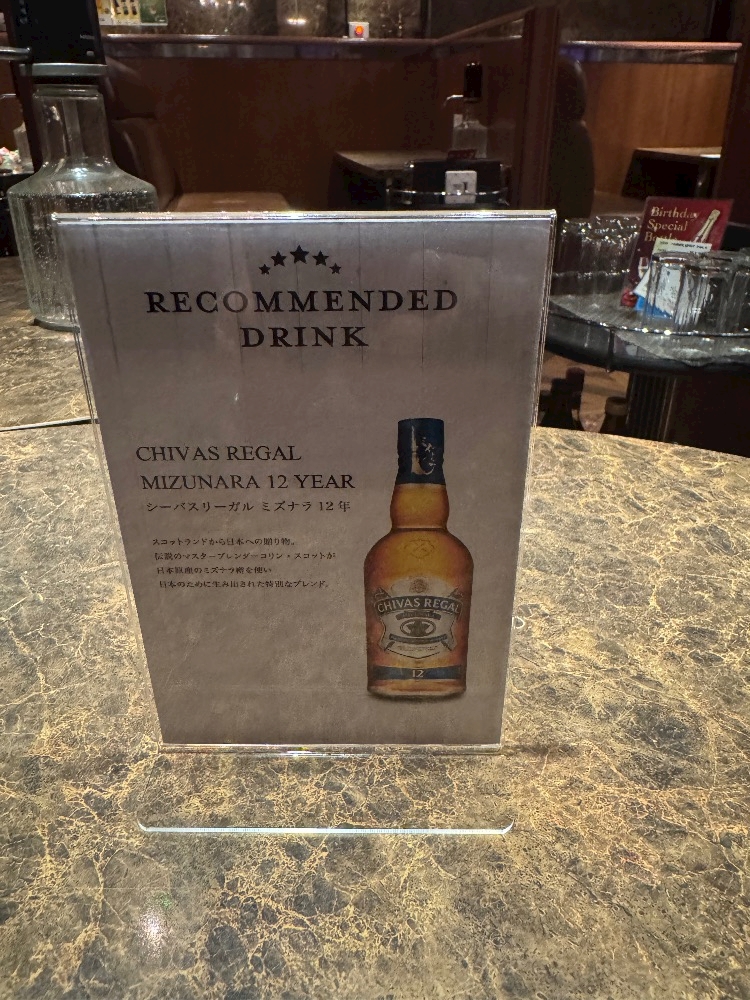 RECOMMENDED
DRINK
CHIVAS REGAL
MIZUNARA 12 YEAR
シーバスリーガル ミズナラ 12 年
スコットランドから日本への贈り物。
伝説のマスターブレンダーコリン・スコットが
日本原産のミズナラ樽を使い
日本のために生み出された特別なブレンド。
CHIVAS REGAL
12
Birthday
Special